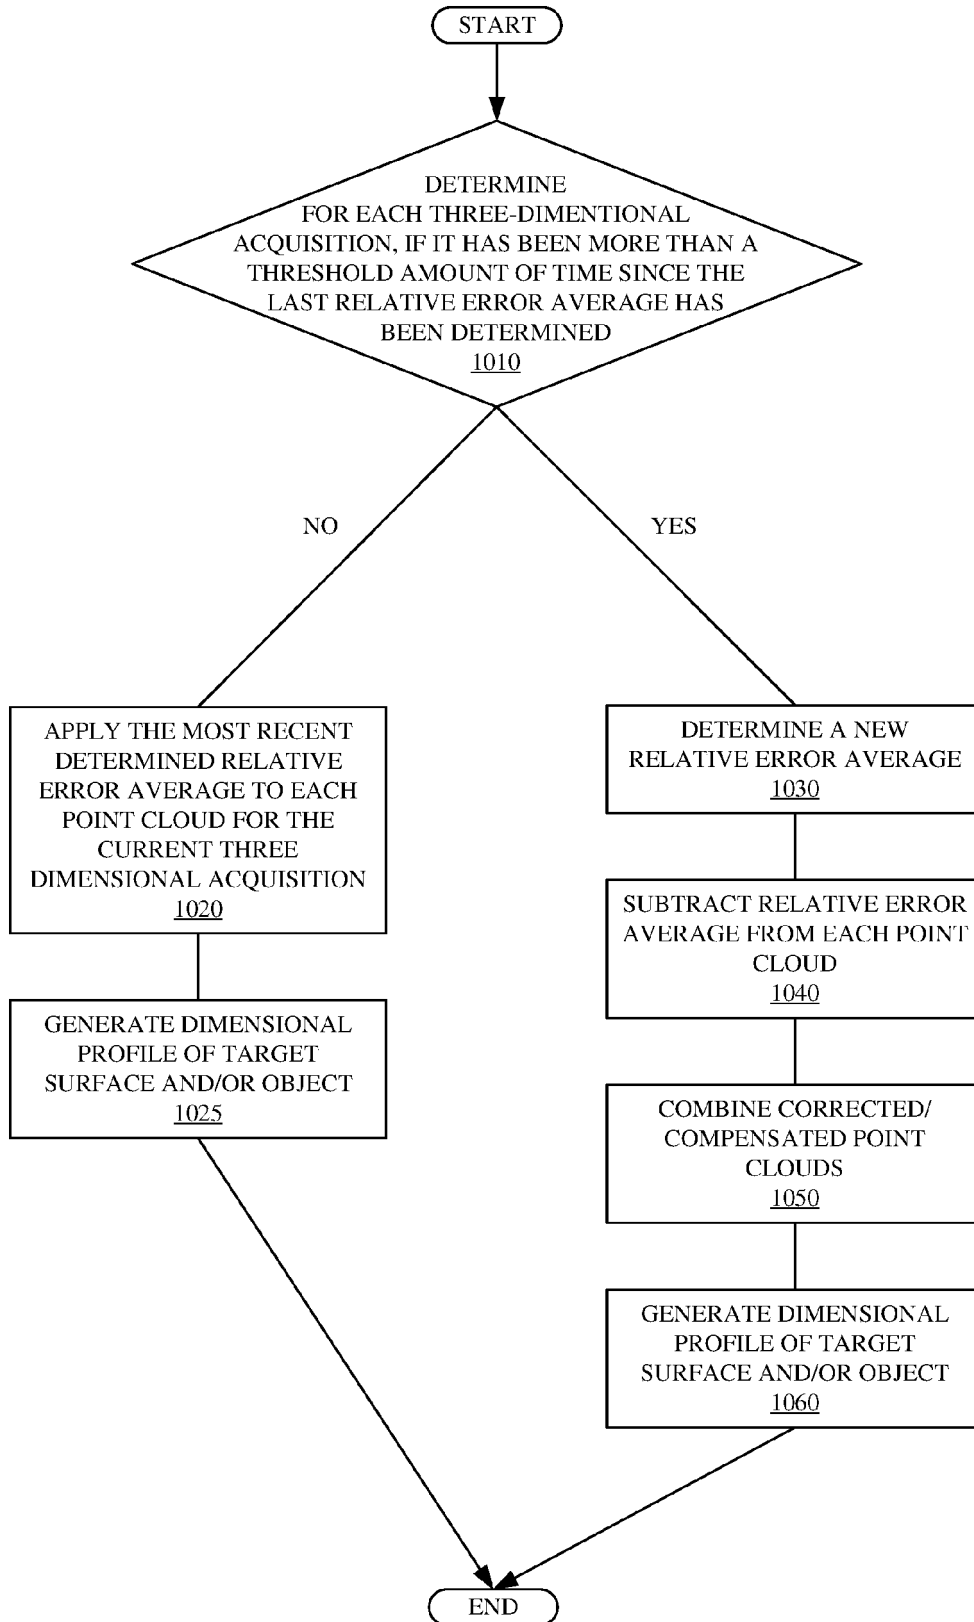 START
DETERMINE
FOR EACH THREE-DIMENTIONAL
ACQUISITION, IF IT HAS BEEN MORE THAN A
THRESHOLD AMOUNT OF TIME SINCE THE
LAST RELATIVE ERROR AVERAGE HAS
BEEN DETERMINED
1010
NO
YES
APPLY THE MOST RECENT
DETERMINED RELATIVE
ERROR AVERAGE TO EACH
POINT CLOUD FOR THE
CURRENT THREE
DIMENSIONAL ACQUISITION
1020
GENERATE DIMENSIONAL
PROFILE OF TARGET
SURFACE AND/OR OBJECT
1025
DETERMINE A NEW
RELATIVE ERROR AVERAGE
1030
SUBTRACT RELATIVE ERROR
AVERAGE FROM EACH POINT
CLOUD
1040
COMBINE CORRECTED/
COMPENSATED POINT
CLOUDS
1050
GENERATE DIMENSIONAL
PROFILE OF TARGET
SURFACE AND/OR OBJECT
1060
END